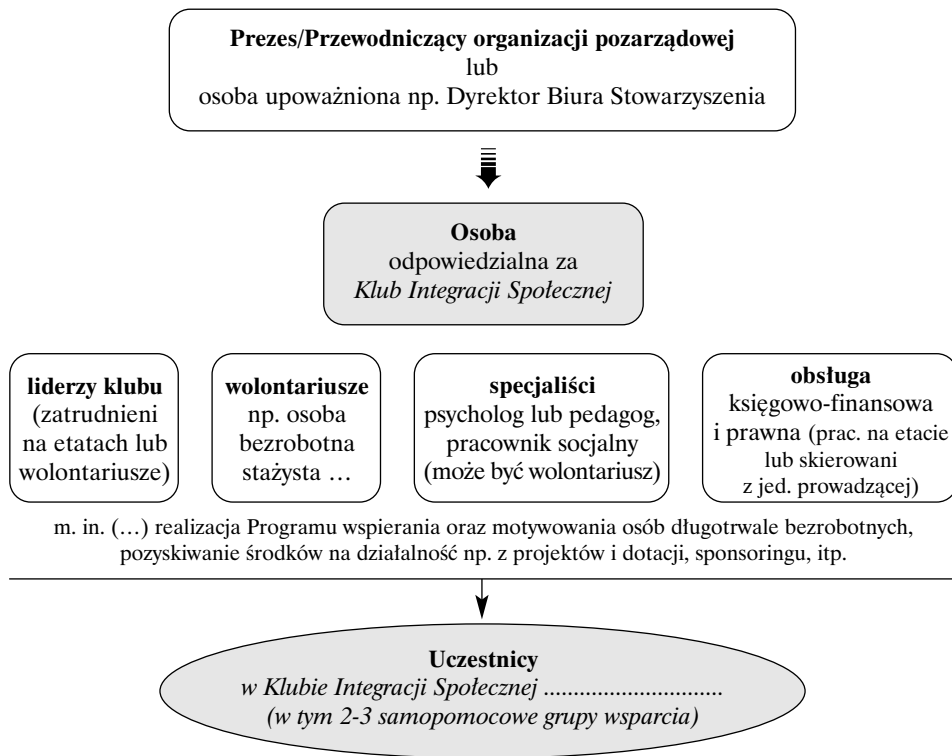 Prezes/Przewodniczący organizacji pozarządowej
lub
osoba upoważniona np. Dyrektor Biura Stowarzyszenia
Osoba
odpowiedzialna za
Klub Integracji Społecznej
liderzy klubu
(zatrudnieni
na etatach lub
wolontariusze)
wolontariusze
np. osoba
bezrobotna
stażysta …
specjaliści
psycholog lub pedagog,
pracownik socjalny
(może być wolontariusz)
obsługa
księgowo-finansowa
i prawna (prac. na etacie
lub skierowani
z jed. prowadzącej)
m. in. (…) realizacja Programu wspierania oraz motywowania osób długotrwale bezrobotnych,
pozyskiwanie środków na działalność np. z projektów i dotacji, sponsoringu, itp.
Uczestnicy
w Klubie Integracji Społecznej ..............................
(w tym 2-3 samopomocowe grupy wsparcia)